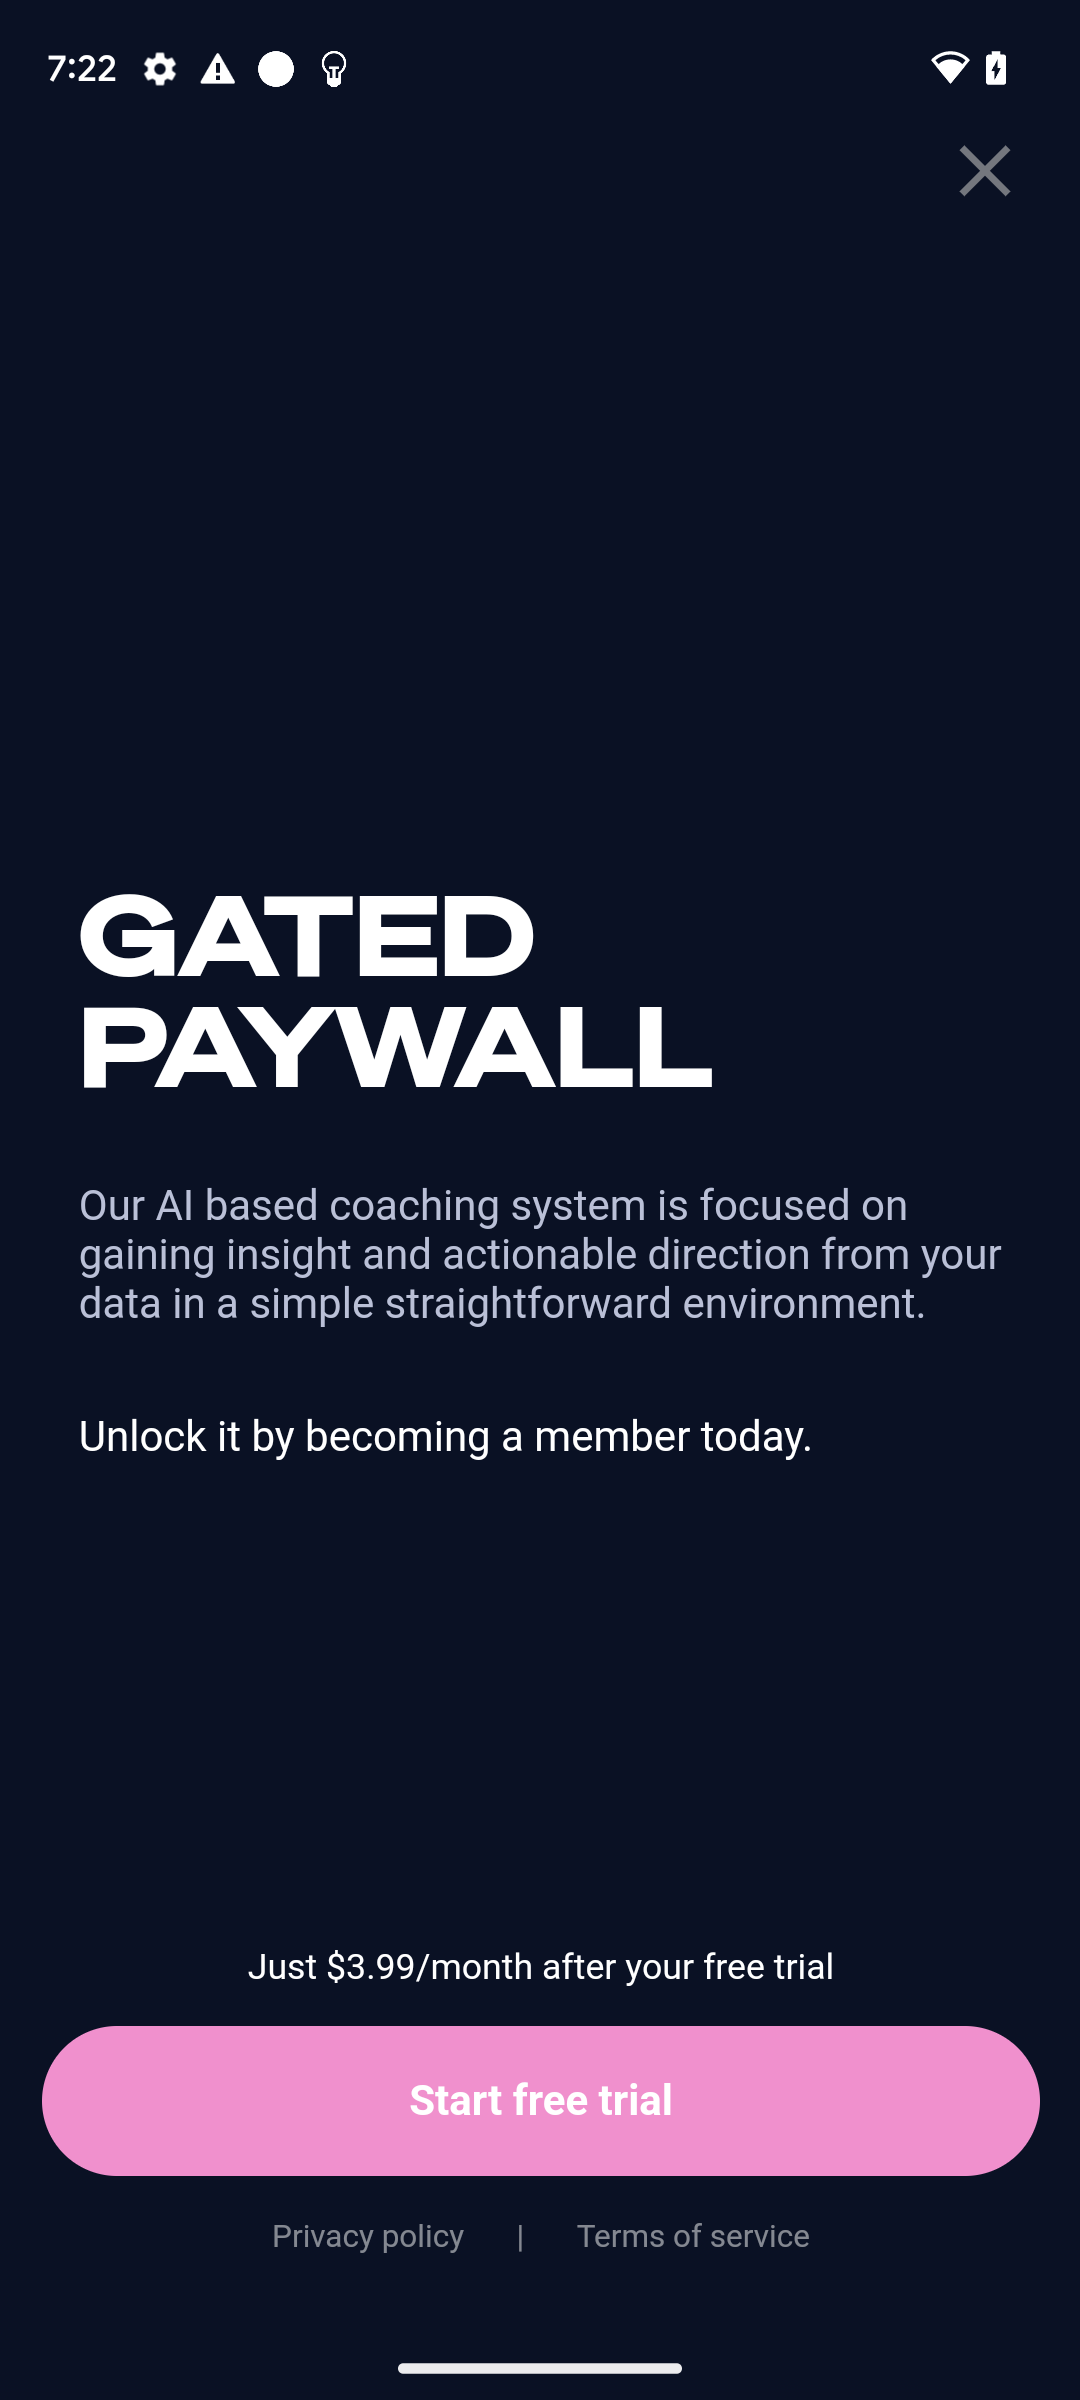 7:22
GATED
PAYWALL
Our AI based coaching system is focused on
gaining insight and actionable direction from your
data in a simple straightforward environment.
Unlock it by becoming a member today.
Just $3.99/month after your free trial
Start free trial
Privacy policy | Terms of service